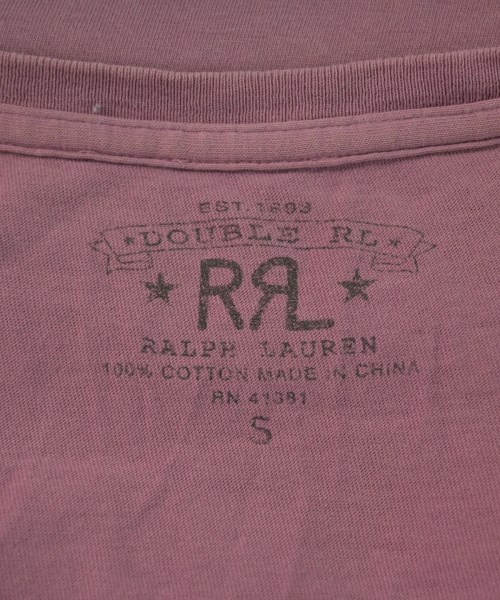 EST. 1993
★DOUBLE RL★
★ RRL ★
RALPH LAUREN
100% COTTON MADE IN CHINA
RN 41381
S